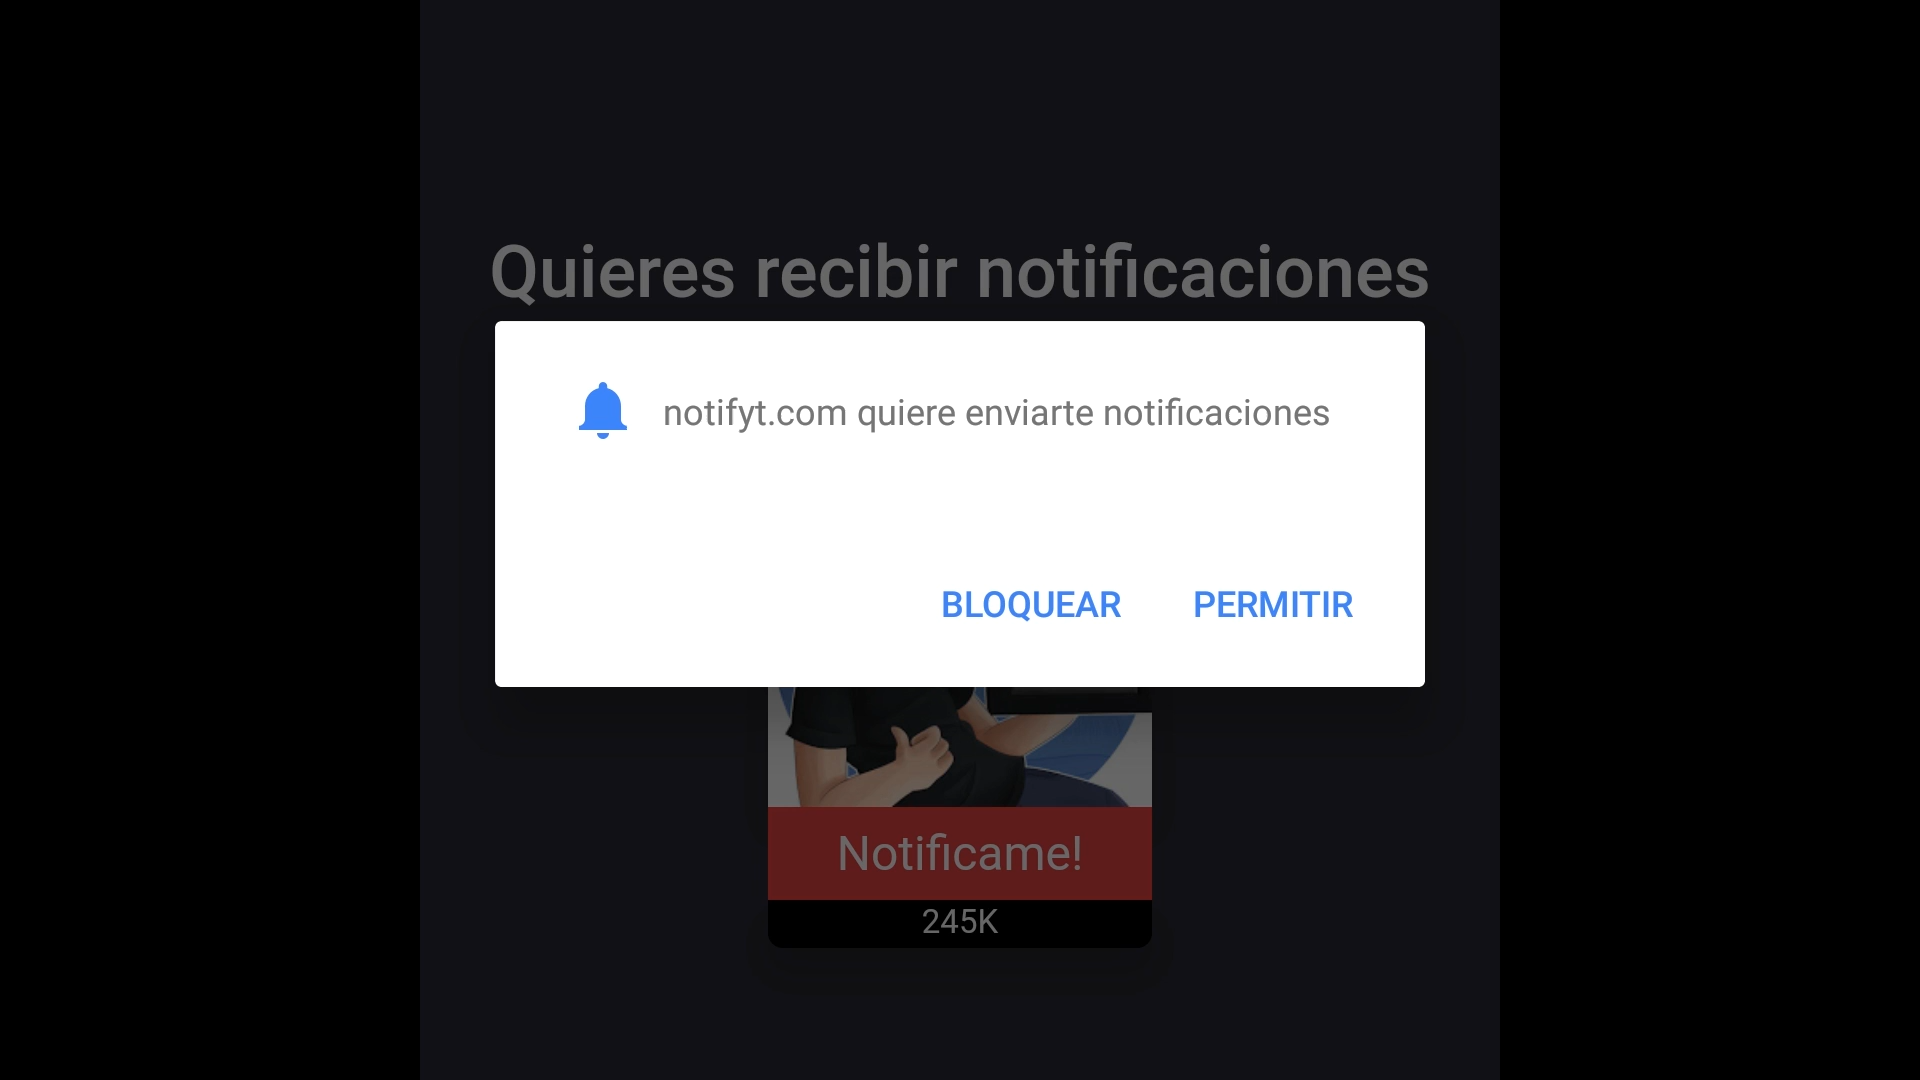 Quieres recibir notificaciones
notifyt.com quiere enviarte notificaciones
BLOQUEAR PERMITIR
Notificame!
245K